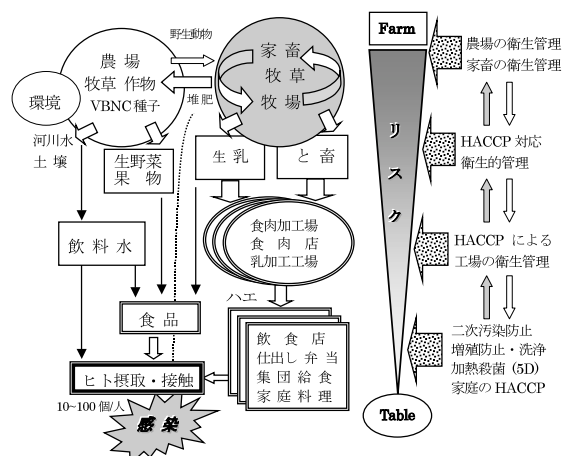 野生動物
農場
牧草 作物
VBNC 種子
環境
家畜
牧草
牧場
堆肥
河川水
土壌
生野菜
果物
生乳
と畜
飲料水
食肉加工場
食肉店
乳加工工場
ハエ
食品
飲食店
仕出し弁当
集団給食
家庭料理
ヒト摂取・接触
10~100 個/人
感染
Farm
リスク
Table
農場の衛生管理
家畜の衛生管理
HACCP 対応
衛生的管理
HACCP による
工場の衛生管理
二次汚染防止
増殖防止・洗浄
加熱殺菌 (5D)
家庭の HACCP